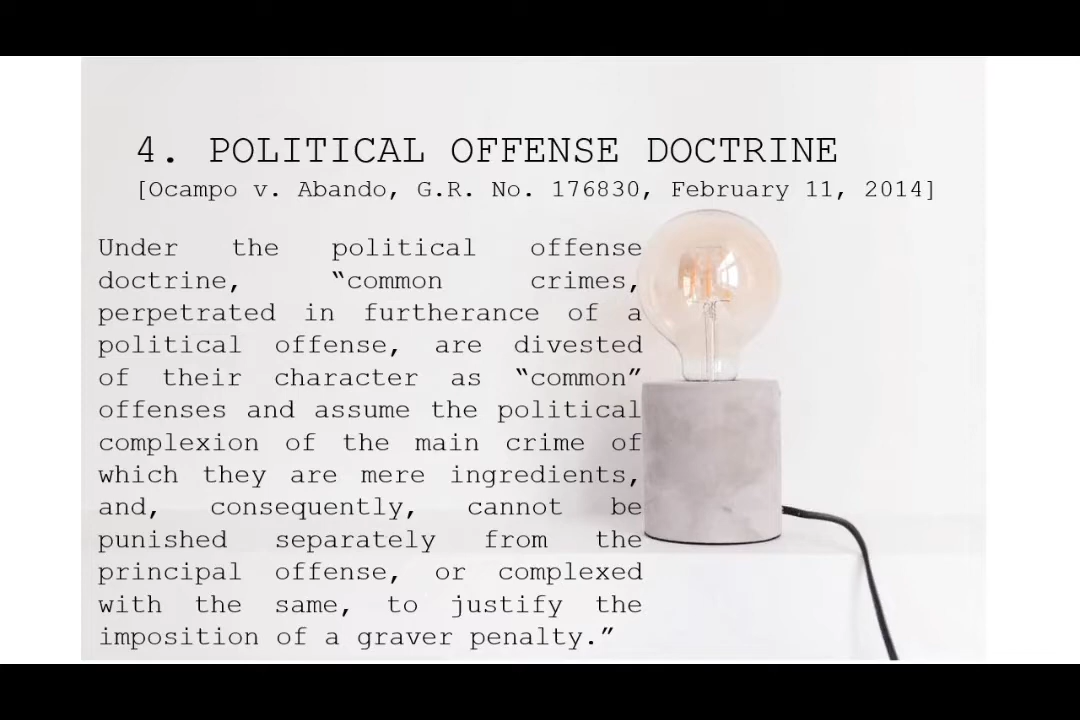 4. POLITICAL OFFENSE DOCTRINE
[Ocampo v. Abando, G.R. No. 176830, February 11, 2014]
Under the political offense
doctrine, “common crimes,
perpetrated in furtherance of a
political offense, are divested
of their character as “common”
offenses and assume the political
complexion of the main crime of
which they are mere ingredients,
and, consequently, cannot be
punished separately from the
principal offense, or complexed
with the same, to justify the
imposition of a graver penalty.”